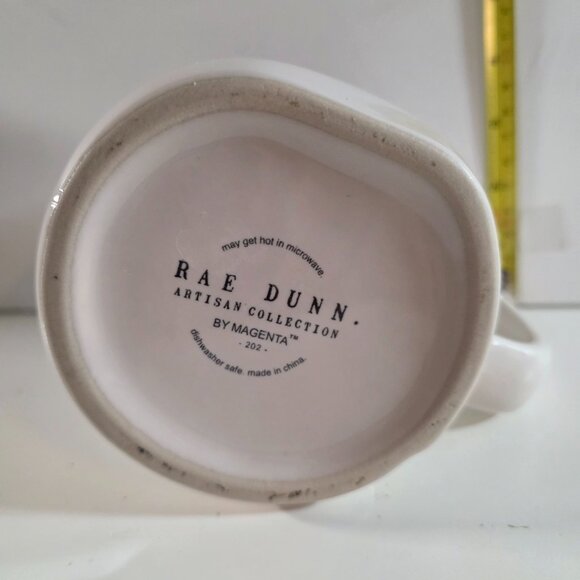 may get hot in microwave.
RAE DUNN.
ARTISAN COLLECTION
BY MAGENTA™
- 202 -
dishwasher safe. made in china.